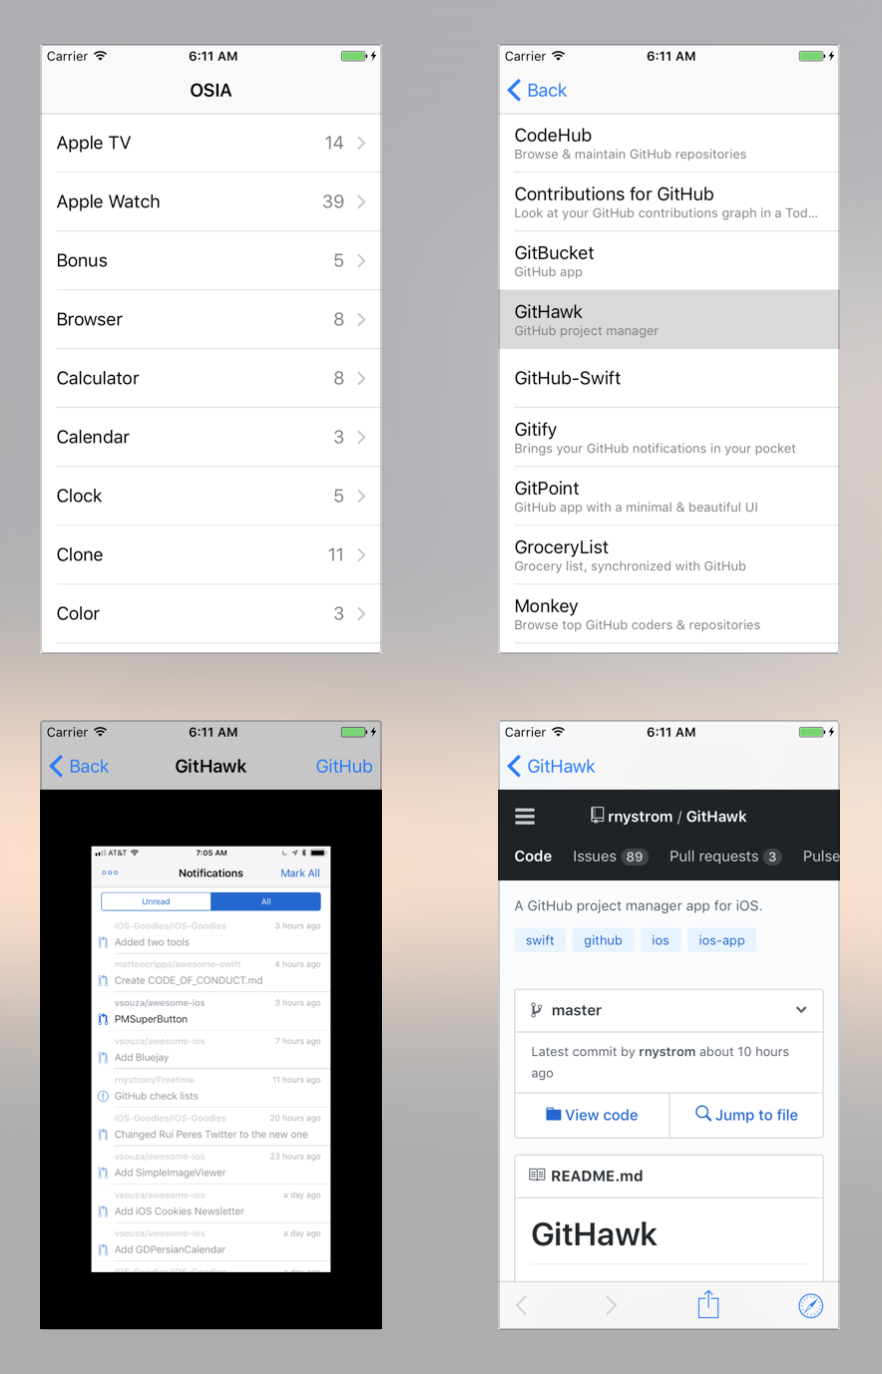 Carrier 6:11 AM
OSIA
Apple TV 14
Apple Watch 39
Bonus 5
Browser 8
Calculator 8
Calendar 3
Clock 5
Clone 11
Color 3
Carrier 6:11 AM
Back
CodeHub
Browse & maintain GitHub repositories
Contributions for GitHub
Look at your GitHub contributions graph in a Tod...
GitBucket
GitHub app
GitHawk
GitHub project manager
GitHub-Swift
Gitify
Brings your GitHub notifications in your pocket
GitPoint
GitHub app with a minimal & beautiful UI
GroceryList
Grocery list, synchronized with GitHub
Monkey
Browse top GitHub coders & repositories
Carrier 6:11 AM
Back GitHawk GitHub
AT&T 7:05 AM
Notifications Mark All
Unread All
iOS-Goodies/iOS-Goodies 3 hours ago
Added two tools
matteocrippa/awesome-swift 4 hours ago
Create CODE_OF_CONDUCT.md
vsouza/awesome-ios 3 hours ago
PMSuperButton
vsouza/awesome-ios 7 hours ago
Add Bluejay
rnystrom/Freetime 11 hours ago
GitHub check lists
iOS-Goodies/iOS-Goodies 20 hours ago
Changed Rui Peres Twitter to the new one
vsouza/awesome-ios 23 hours ago
Add SimpleImageViewer
vsouza/awesome-ios a day ago
Add iOS Cookies Newsletter
vsouza/awesome-ios a day ago
Add GDPersianCalendar
Carrier 6:11 AM
GitHawk
rnystrom / GitHawk
Code Issues 89 Pull requests 3 Pulse
A GitHub project manager app for iOS.
swift github ios ios-app
master
Latest commit by rnystrom about 10 hours
ago
View code Jump to file
README.md
GitHawk